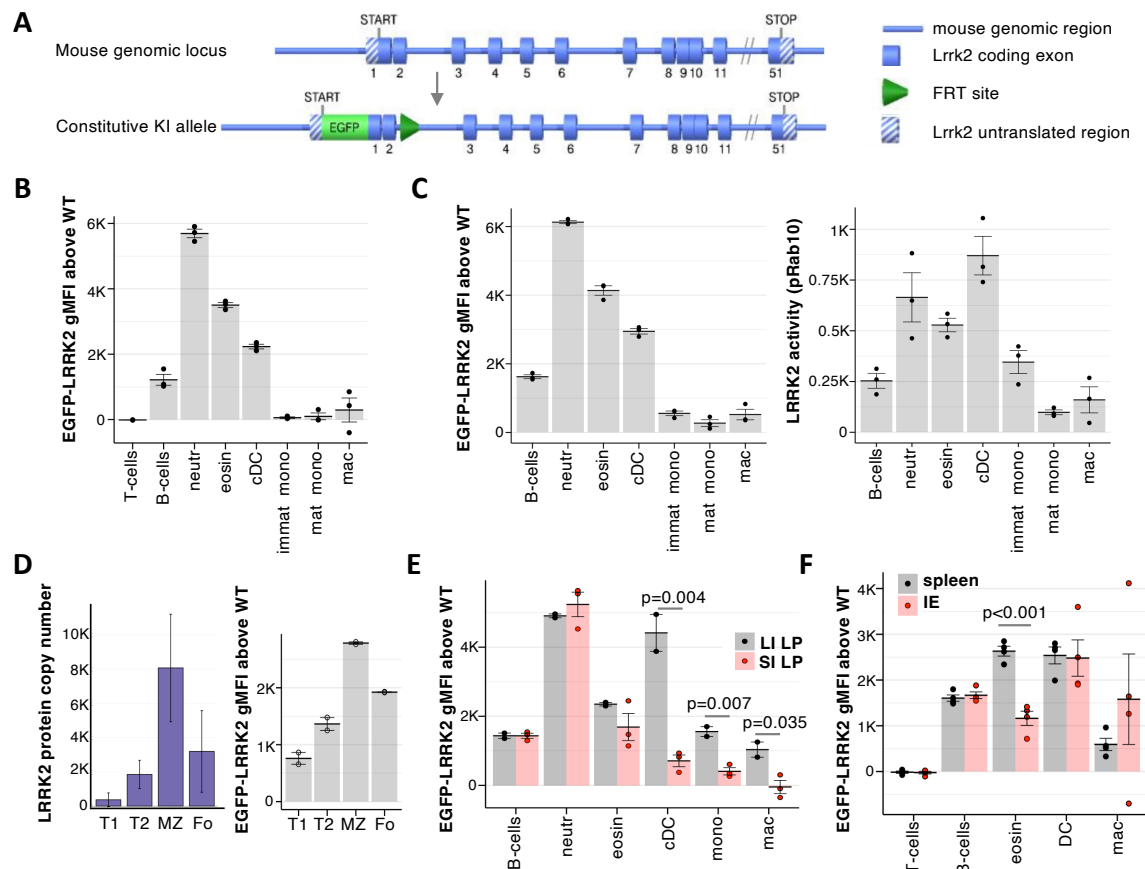 A
START
STOP
Mouse genomic locus
1 2 3 4 5 6 7 8 9 10 11 51
START
STOP
Constitutive KI allele
EGFP
1 2 3 4 5 6 7 8 9 10 11 51
mouse genomic region
Lrrk2 coding exon
FRT site
Lrrk2 untranslated region
B
EGFP-LRRK2 gMFI above WT
6K
4K
2K
0
T-cells
B-cells
neutr
eosin
cDC
immat mono
mat mono
mac
C
EGFP-LRRK2 gMFI above WT
6K
4K
2K
0
B-cells
neutr
eosin
cDC
immat mono
mat mono
mac
LRRK2 activity (pRab10)
1K
0.75K
0.5K
0.25K
0
B-cells
neutr
eosin
cDC
immat mono
mat mono
mac
D
LRRK2 protein copy number
10K
8K
6K
4K
2K
0
T1 T2 MZ Fo
EGFP-LRRK2 gMFI above WT
2K
1K
0
T1 T2 MZ Fo
E
EGFP-LRRK2 gMFI above WT
4K
2K
0
p=0.004
p=0.007
p=0.035
LI LP
SI LP
B-cells
neutr
eosin
cDC
mono
mac
F
EGFP-LRRK2 gMFI above WT
4K
3K
2K
1K
0
spleen
IE
p<0.001
T-cells
B-cells
eosin
DC
mac